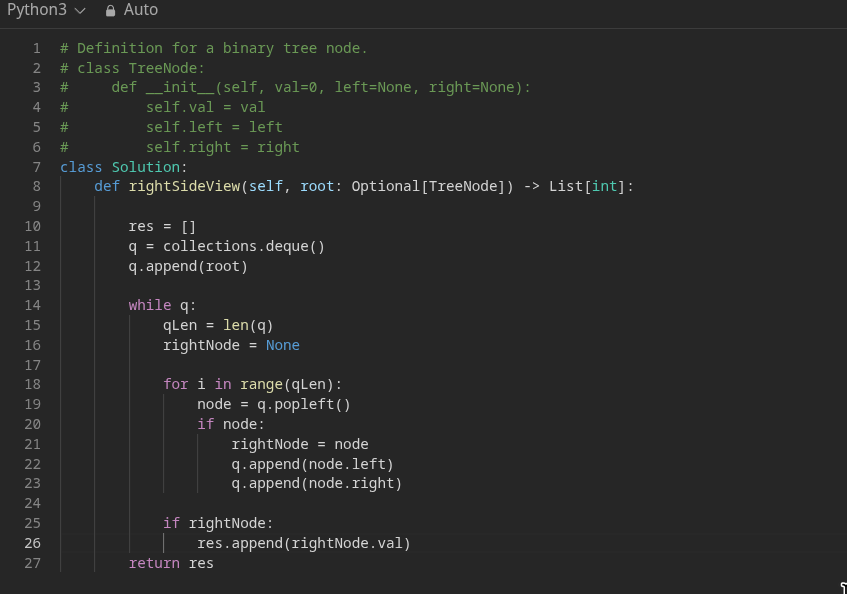 Python3 Auto
1 # Definition for a binary tree node.
2 # class TreeNode:
3 #     def __init__(self, val=0, left=None, right=None):
4 #         self.val = val
5 #         self.left = left
6 #         self.right = right
7 class Solution:
8     def rightSideView(self, root: Optional[TreeNode]) -> List[int]:
9
10         res = []
11         q = collections.deque()
12         q.append(root)
13
14         while q:
15             qLen = len(q)
16             rightNode = None
17
18             for i in range(qLen):
19                 node = q.popleft()
20                 if node:
21                     rightNode = node
22                     q.append(node.left)
23                     q.append(node.right)
24
25             if rightNode:
26                 res.append(rightNode.val)
27         return res